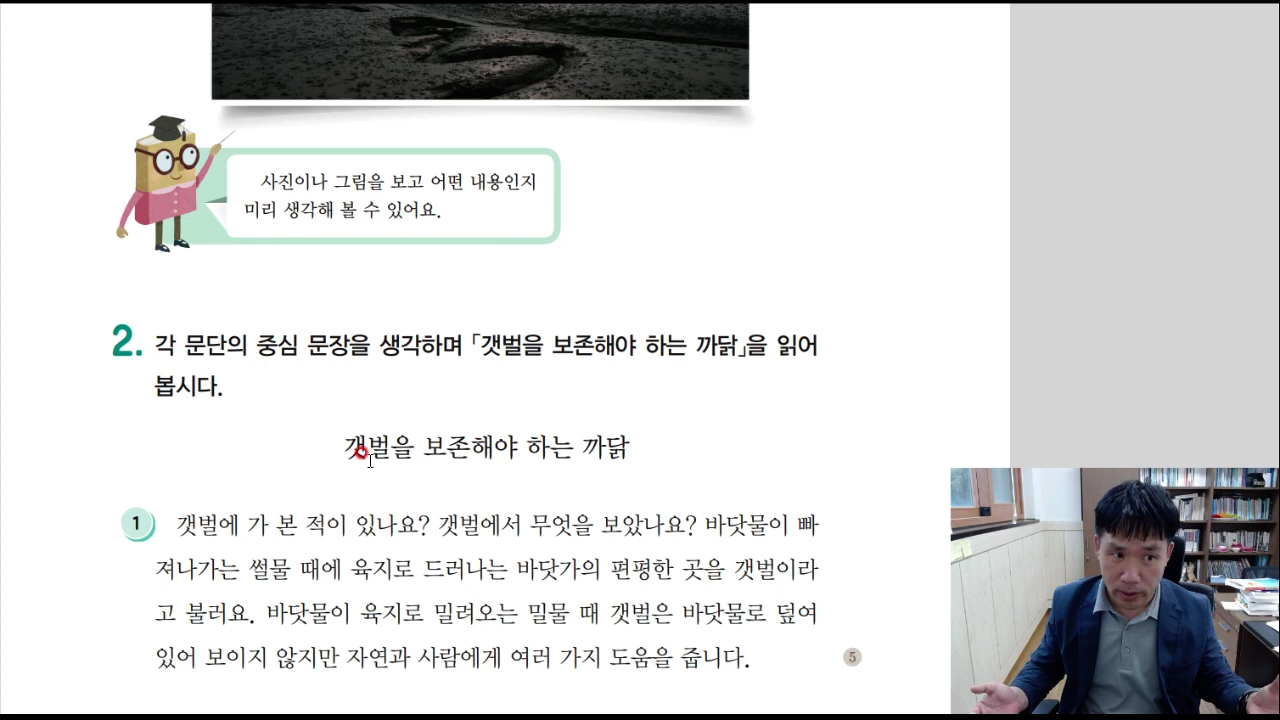 사진이나 그림을 보고 어떤 내용인지
미리 생각해 볼 수 있어요.
2. 각 문단의 중심 문장을 생각하며 「갯벌을 보존해야 하는 까닭」을 읽어
봅시다.
갯벌을 보존해야 하는 까닭
1 갯벌에 가 본 적이 있나요? 갯벌에서 무엇을 보았나요? 바닷물이 빠
져나가는 썰물 때에 육지로 드러나는 바닷가의 편평한 곳을 갯벌이라
고 불러요. 바닷물이 육지로 밀려오는 밀물 때 갯벌은 바닷물로 덮여
있어 보이지 않지만 자연과 사람에게 여러 가지 도움을 줍니다.
5